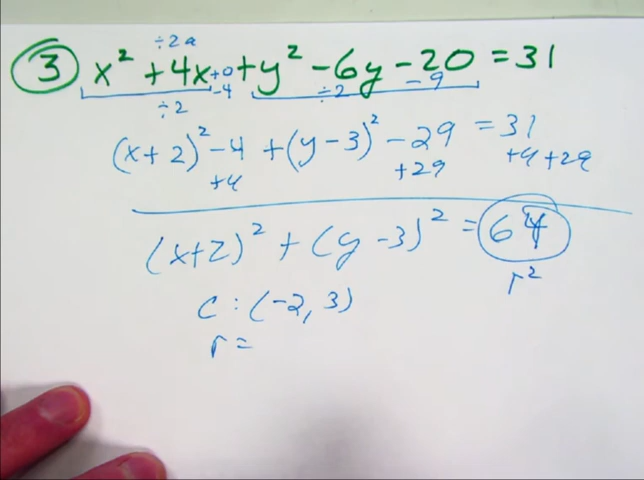 ÷2a
③ x² + 4x + 0 + y² - 6y - 20 = 31
-4 -9
÷2 ÷2
(x + 2)² - 4 + (y - 3)² - 29 = 31
+4 +29 +4 +29
(x+2)² + (y - 3)² = 64
r²
C : (-2, 3)
r =